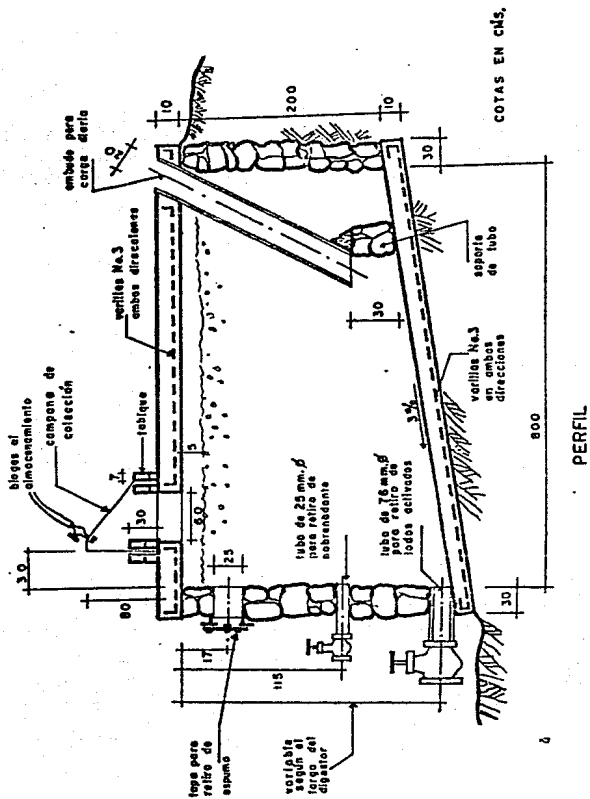 biogas al
almacenamiento
campana de
colección
tabique
varillas No.3
ambas direcciones
embudo para
carga diaria
20
10
200
10
30
7
30
30
80
60
5
25
17
115
30
3%
30
800
tapa para
retiro de
espuma
variable
según el
largo del
digestor
tubo de 25 mm. Ø
para retiro de
sobrenadante
tubo de 76 mm. Ø
para retiro de
lodos activados
varillas No.3
en ambas
direcciones
soporte
de tubo
COTAS EN CMS.
PERFIL